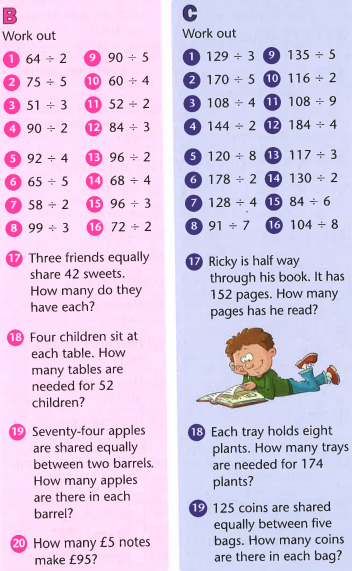 B
Work out
1 64 ÷ 2
2 75 ÷ 5
3 51 ÷ 3
4 90 ÷ 2
5 92 ÷ 4
6 65 ÷ 5
7 58 ÷ 2
8 99 ÷ 3
9 90 ÷ 5
10 60 ÷ 4
11 52 ÷ 2
12 84 ÷ 3
13 96 ÷ 2
14 68 ÷ 4
15 96 ÷ 3
16 72 ÷ 2
17 Three friends equally
share 42 sweets.
How many do they
have each?
18 Four children sit at
each table. How
many tables are
needed for 52
children?
19 Seventy-four apples
are shared equally
between two barrels.
How many apples
are there in each
barrel?
20 How many £5 notes
make £95?
C
Work out
1 129 ÷ 3
2 170 ÷ 5
3 108 ÷ 4
4 144 ÷ 2
5 120 ÷ 8
6 178 ÷ 2
7 128 ÷ 4
8 91 ÷ 7
9 135 ÷ 5
10 116 ÷ 2
11 108 ÷ 9
12 184 ÷ 4
13 117 ÷ 3
14 130 ÷ 2
15 84 ÷ 6
16 104 ÷ 8
17 Ricky is half way
through his book. It has
152 pages. How many
pages has he read?
18 Each tray holds eight
plants. How many trays
are needed for 174
plants?
19 125 coins are shared
equally between five
bags. How many coins
are there in each bag?